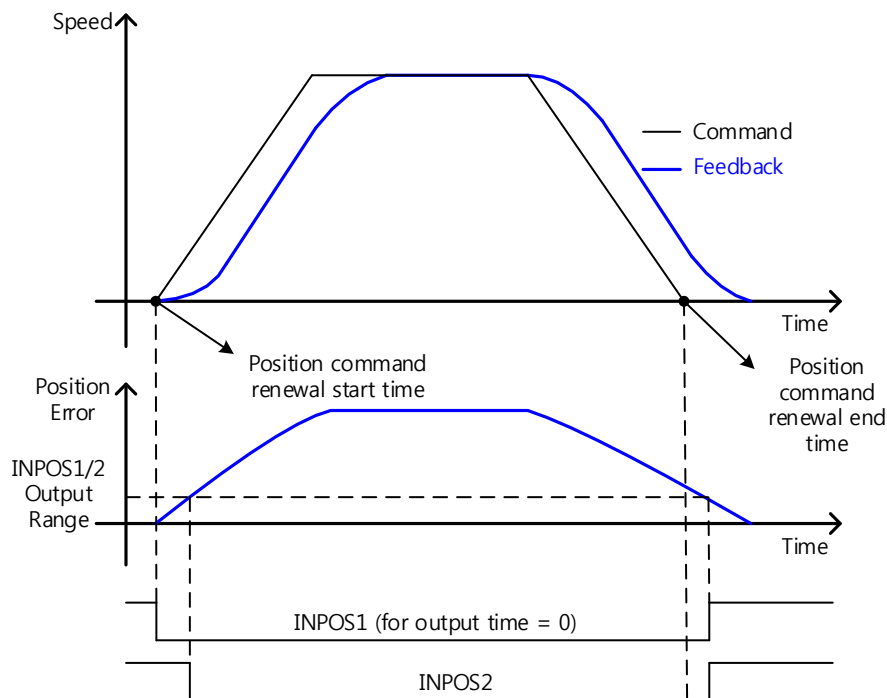 Speed
Command
Feedback
Time
Position command
renewal start time
Position
command
renewal end
time
Position
Error
INPOS1/2
Output
Range
Time
INPOS1 (for output time = 0)
INPOS2